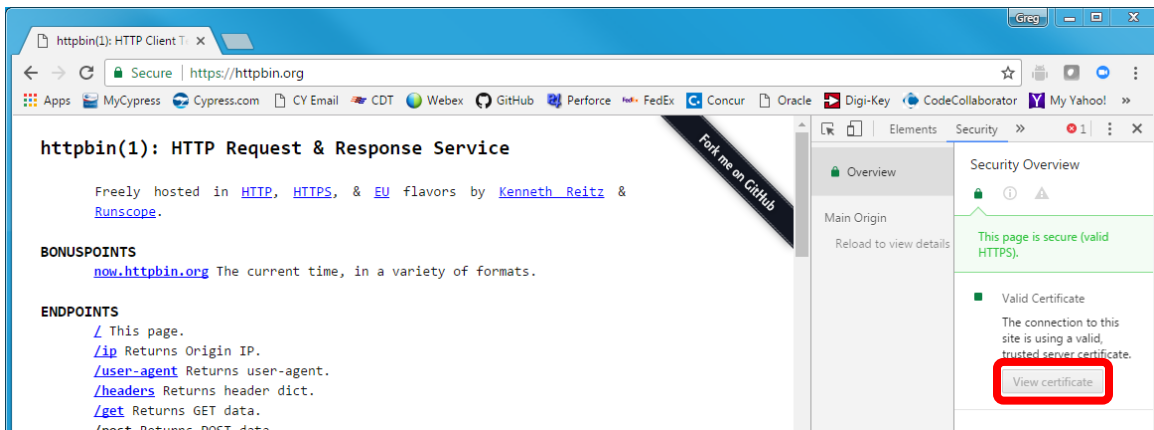 Greg
httpbin(1): HTTP Client T
Secure | https://httpbin.org
Apps MyCypress Cypress.com CY Email CDT Webex GitHub Perforce FedEx Concur Oracle Digi-Key CodeCollaborator My Yahoo! »
httpbin(1): HTTP Request & Response Service
Freely hosted in HTTP, HTTPS, & EU flavors by Kenneth Reitz &
Runscope.
BONUSPOINTS
now.httpbin.org The current time, in a variety of formats.
ENDPOINTS
/ This page.
/ip Returns Origin IP.
/user-agent Returns user-agent.
/headers Returns header dict.
/get Returns GET data.
/post Returns POST data
Fork me on GitHub
Elements Security » 1
Overview
Main Origin
Reload to view details
Security Overview
This page is secure (valid
HTTPS).
Valid Certificate
The connection to this
site is using a valid,
trusted server certificate.
View certificate